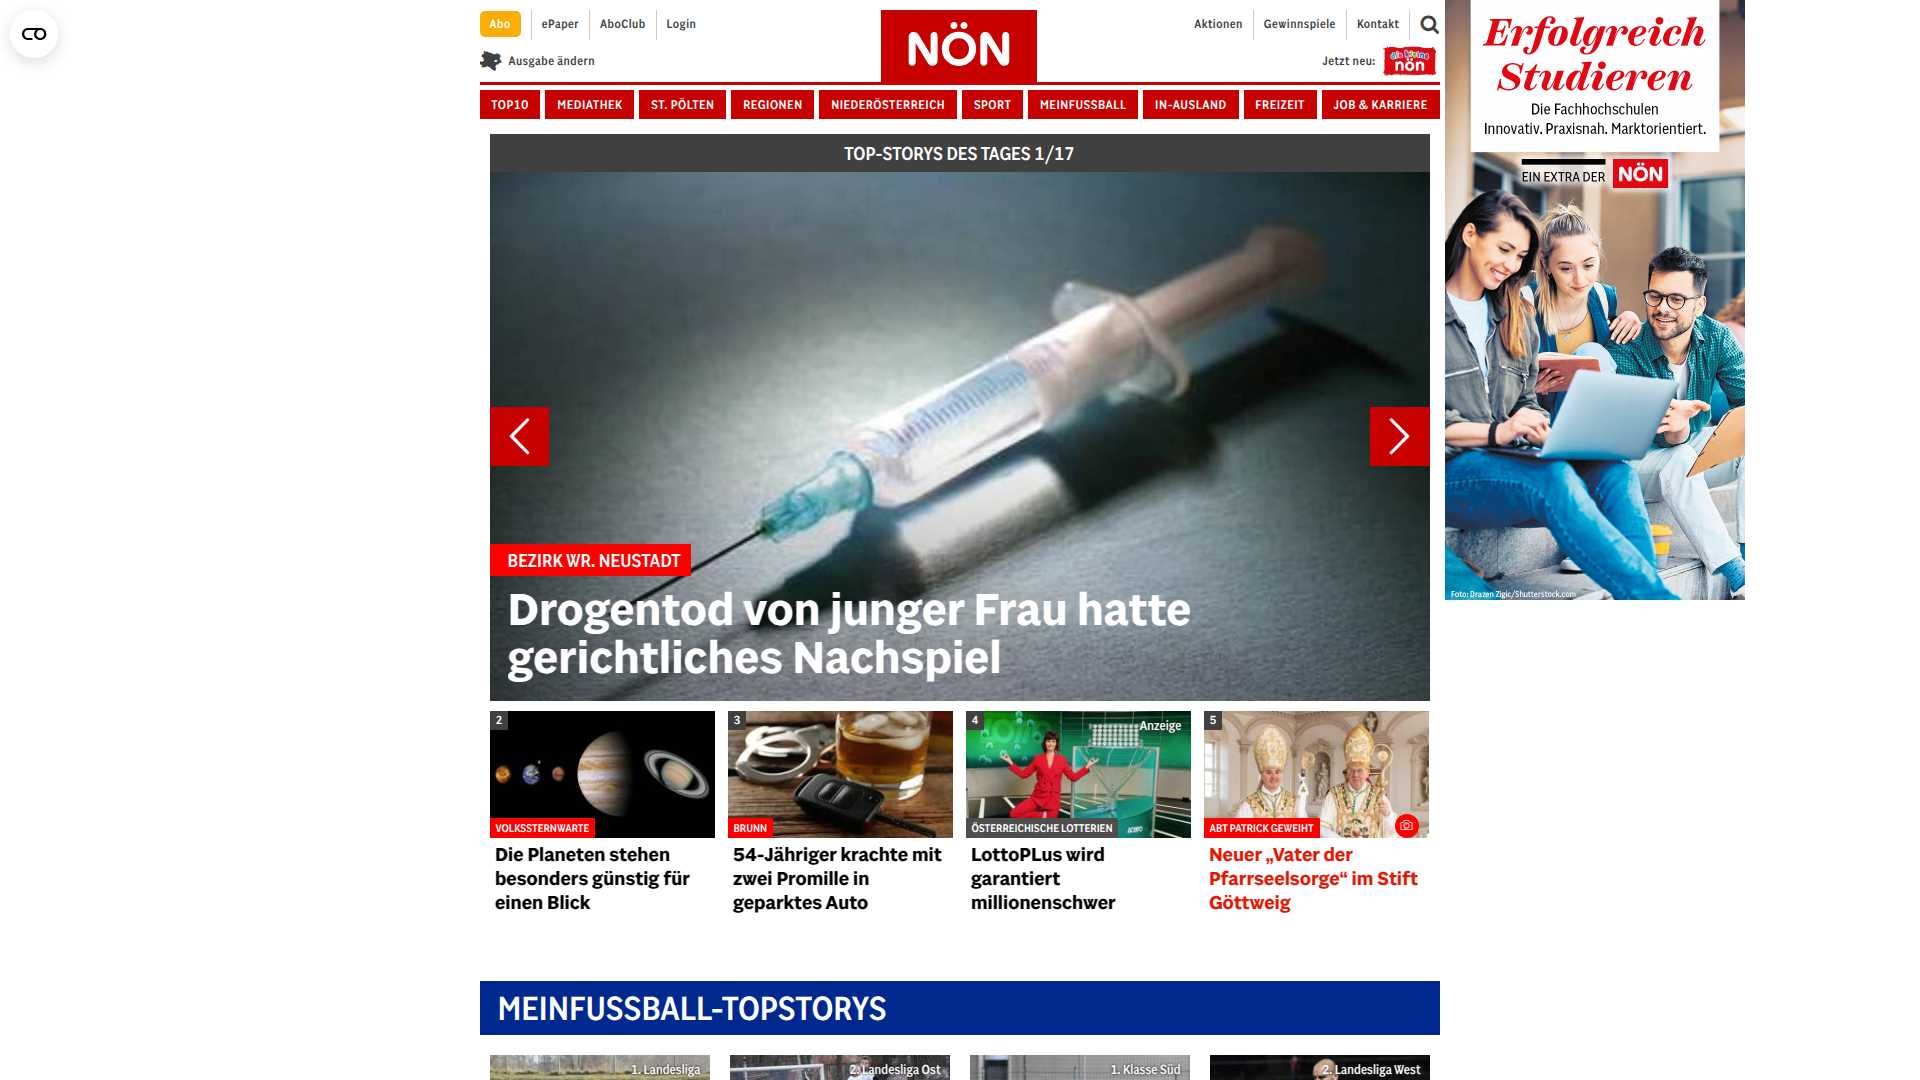 Abo
ePaper
AboClub
Login
NÖN
Aktionen
Gewinnspiele
Kontakt
Ausgabe ändern
Jetzt neu:
die kleine
nön
TOP10
MEDIATHEK
ST. PÖLTEN
REGIONEN
NIEDERÖSTERREICH
SPORT
MEINFUSSBALL
IN-AUSLAND
FREIZEIT
JOB & KARRIERE
TOP-STORYS DES TAGES 1/17
BEZIRK WR. NEUSTADT
Drogentod von junger Frau hatte
gerichtliches Nachspiel
2
VOLKSSTERNWARTE
Die Planeten stehen
besonders günstig für
einen Blick
3
BRUNN
54-Jähriger krachte mit
zwei Promille in
geparktes Auto
4
Anzeige
ÖSTERREICHISCHE LOTTERIEN
LottoPLus wird
garantiert
millionenschwer
5
ABT PATRICK GEWEIHT
Neuer „Vater der
Pfarrseelsorge“ im Stift
Göttweig
MEINFUSSBALL-TOPSTORYS
1. Landesliga
2. Landesliga Ost
1. Klasse Süd
2. Landesliga West
Erfolgreich
Studieren
Die Fachhochschulen
Innovativ. Praxisnah. Marktorientiert.
EIN EXTRA DER NÖN
Foto: Drazen Zigic/Shutterstock.com